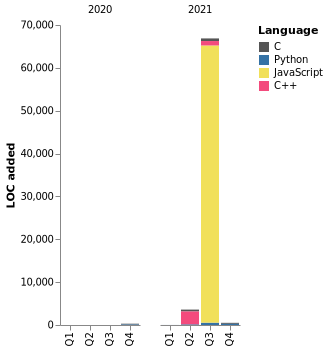 2020 2021
Language
C
Python
JavaScript
C++
LOC added
70,000
60,000
50,000
40,000
30,000
20,000
10,000
0
Q1 Q2 Q3 Q4 Q1 Q2 Q3 Q4